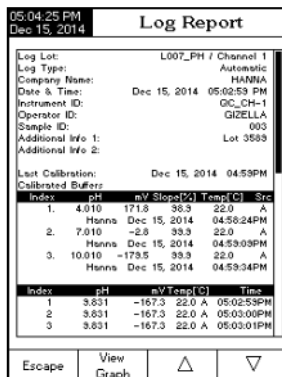 05:04:25 PM
Dec 15, 2014
Log Report
Log Lot: L007_PH / Channel 1
Log Type: Automatic
Company Name: HANNA
Date & Time: Dec 15, 2014 05:02:59 PM
Instrument ID: QC_CH-1
Operator ID: GIZELLA
Sample ID: 003
Additional Info 1: Lot 3589
Additional Info 2:
Last Calibration: Dec 15, 2014 04:59PM
Calibrated Buffers
Index pH mV Slope[%] Temp[°C] Src
1. 4.010 171.8 98.9 22.0 A
Hanna Dec 15, 2014 04:58:24PM
2. 7.010 -2.8 99.9 22.0 A
Hanna Dec 15, 2014 04:59:09PM
3. 10.010 -179.5 99.9 22.0 A
Hanna Dec 15, 2014 04:59:34PM
Index pH mV Temp[°C] Time
1 9.831 -167.3 22.0 A 05:02:59PM
2 9.831 -167.3 22.0 A 05:03:00PM
3 9.831 -167.3 22.0 A 05:03:01PM
Escape
View
Graph